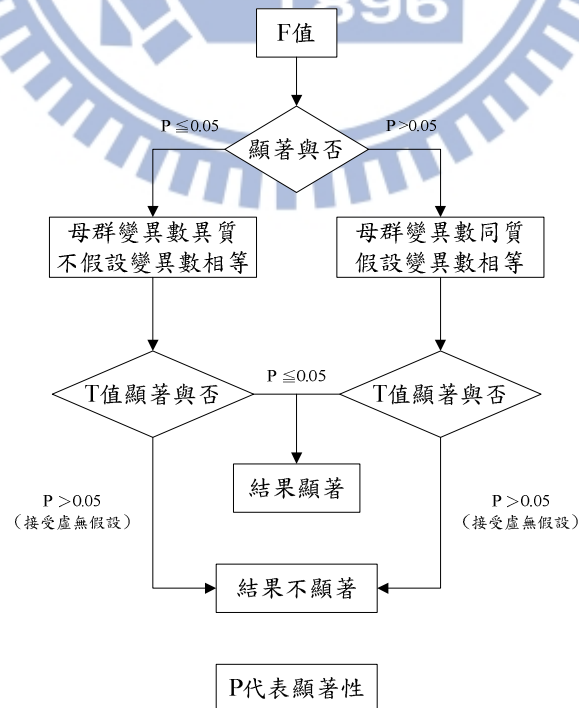 1896
F值
P≦0.05
P>0.05
顯著與否
母群變異數異質
不假設變異數相等
母群變異數同質
假設變異數相等
T值顯著與否
P ≦0.05
T值顯著與否
結果顯著
P >0.05
（接受虛無假設）
P >0.05
（接受虛無假設）
結果不顯著
P代表顯著性